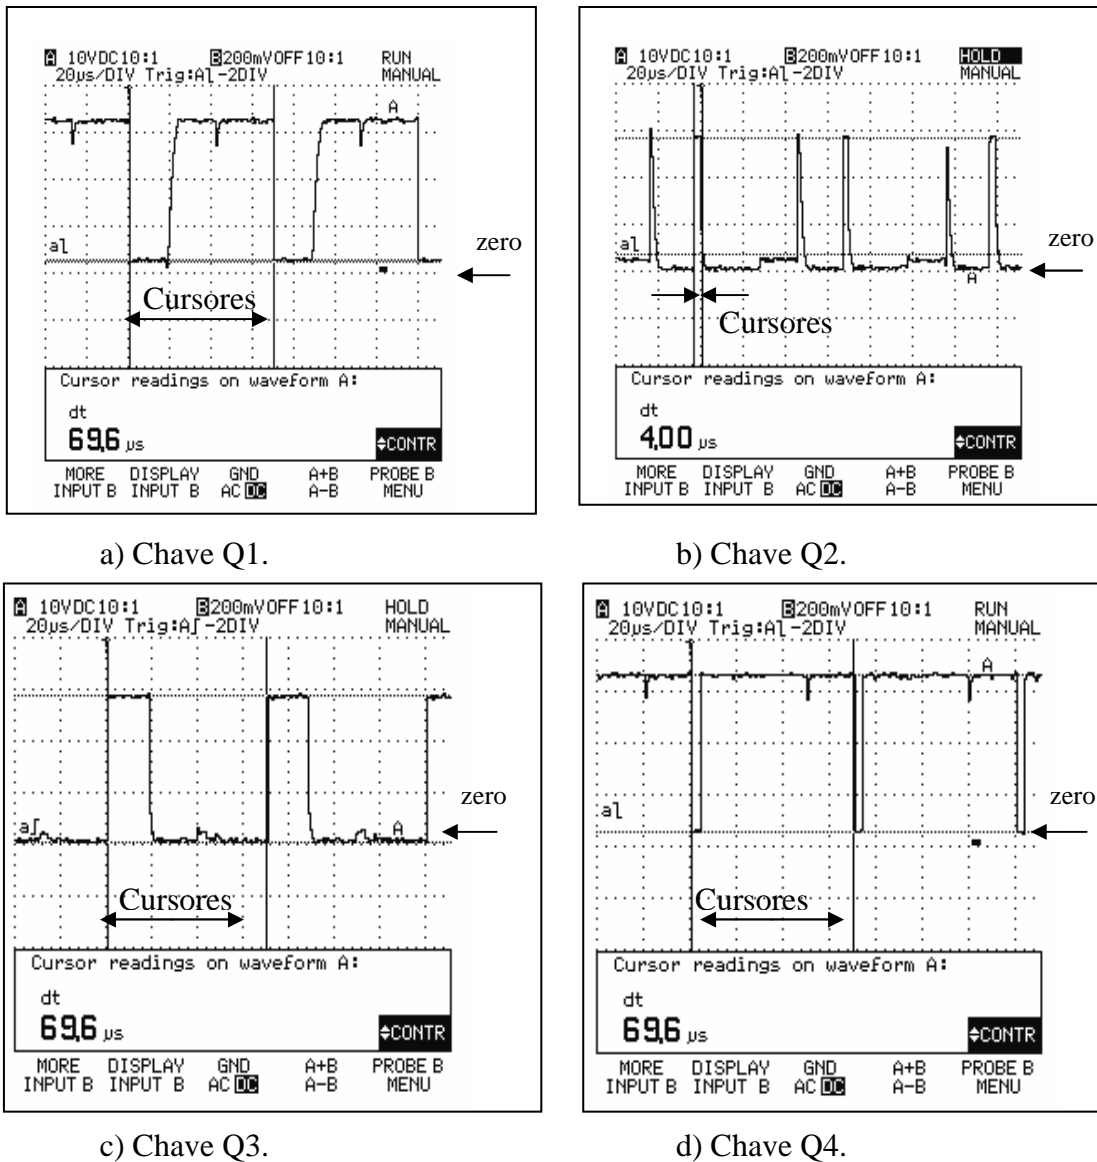 A 10VDC10:1 B200mVOFF10:1 RUN
20µs/DIV Trig:Aʅ-2DIV MANUAL
A
aʅ
zero
Cursores
Cursor readings on waveform A:
dt
69,6 µs
CONTR
MORE DISPLAY GND A+B PROBE B
INPUT B INPUT B AC DC A-B MENU
a) Chave Q1.
A 10VDC10:1 B200mVOFF10:1 HOLD
20µs/DIV Trig:Aʅ-2DIV MANUAL
aʅ
zero
A
Cursores
Cursor readings on waveform A:
dt
4,00 µs
CONTR
MORE DISPLAY GND A+B PROBE B
INPUT B INPUT B AC DC A-B MENU
b) Chave Q2.
A 10VDC10:1 B200mVOFF10:1 HOLD
20µs/DIV Trig:A∫-2DIV MANUAL
zero
a∫
A
Cursores
Cursor readings on waveform A:
dt
69,6 µs
CONTR
MORE DISPLAY GND A+B PROBE B
INPUT B INPUT B AC DC A-B MENU
c) Chave Q3.
A 10VDC10:1 B200mVOFF10:1 RUN
20µs/DIV Trig:Aʅ-2DIV MANUAL
A
zero
aʅ
Cursores
Cursor readings on waveform A:
dt
69,6 µs
CONTR
MORE DISPLAY GND A+B PROBE B
INPUT B INPUT B AC DC A-B MENU
d) Chave Q4.